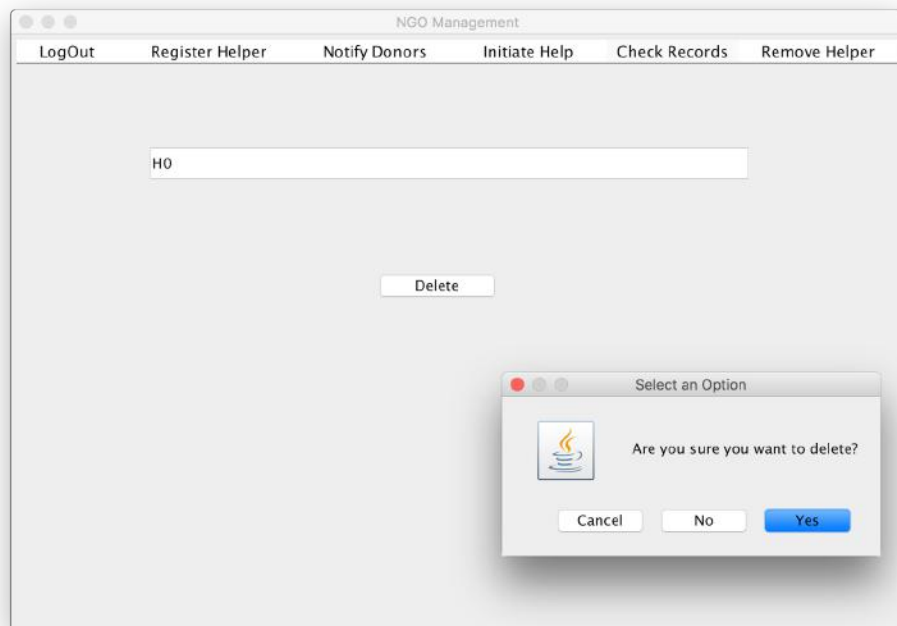 NGO Management
LogOut Register Helper Notify Donors Initiate Help Check Records Remove Helper
H0
Delete
Select an Option
Are you sure you want to delete?
Cancel No Yes